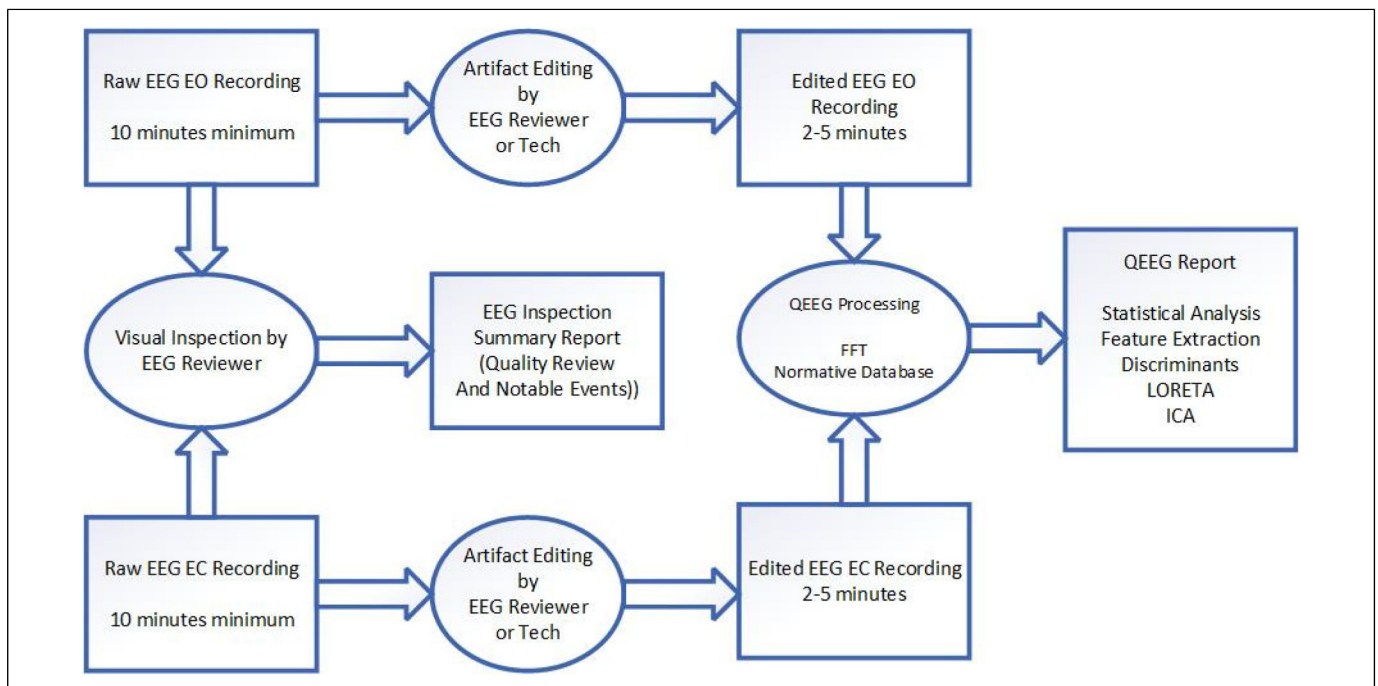 Raw EEG EO Recording
10 minutes minimum
Artifact Editing
by
EEG Reviewer
or Tech
Edited EEG EO
Recording
2-5 minutes
Visual Inspection by
EEG Reviewer
EEG Inspection
Summary Report
(Quality Review
And Notable Events))
QEEG Processing
FFT
Normative Database
QEEG Report
Statistical Analysis
Feature Extraction
Discriminants
LORETA
ICA
Raw EEG EC Recording
10 minutes minimum
Artifact Editing
by
EEG Reviewer
or Tech
Edited EEG EC Recording
2-5 minutes